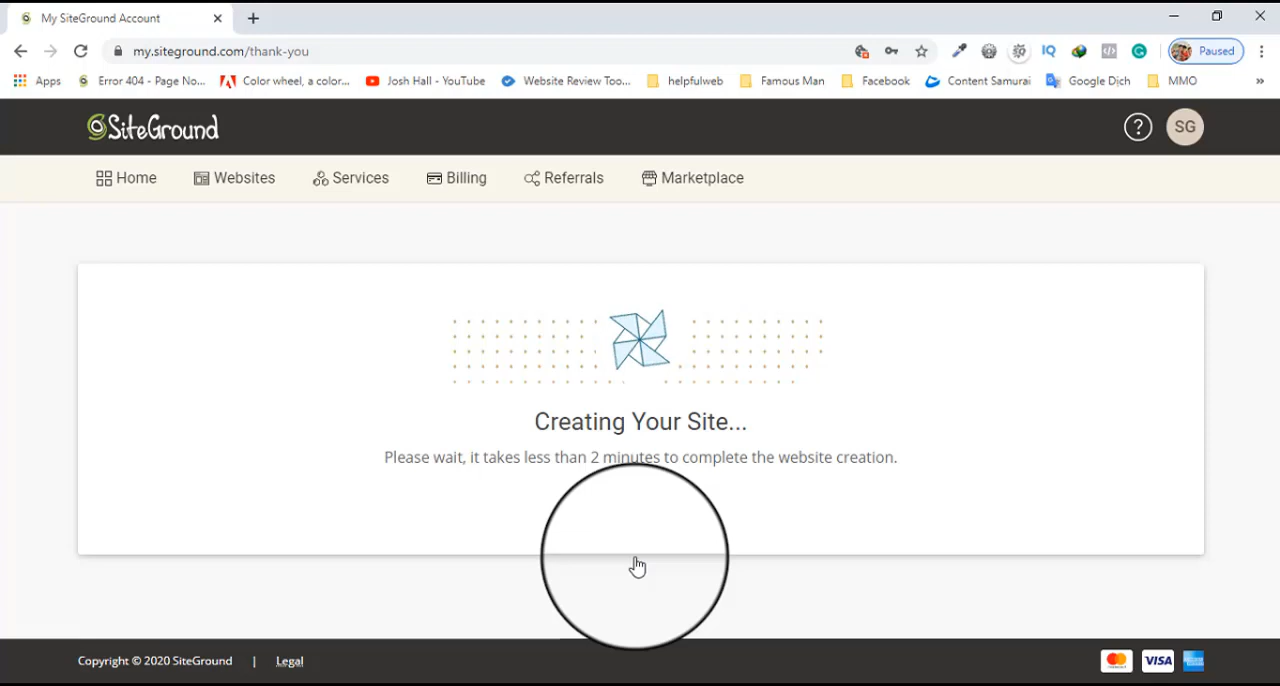 My SiteGround Account
my.siteground.com/thank-you
IQ
Paused
Apps
Error 404 - Page No...
Color wheel, a color...
Josh Hall - YouTube
Website Review Too...
helpfulweb
Famous Man
Facebook
Content Samurai
Google Dịch
MMO
»
SiteGround
?
SG
Home
Websites
Services
Billing
Referrals
Marketplace
Creating Your Site...
Please wait, it takes less than 2 minutes to complete the website creation.
Copyright © 2020 SiteGround | Legal
VISA